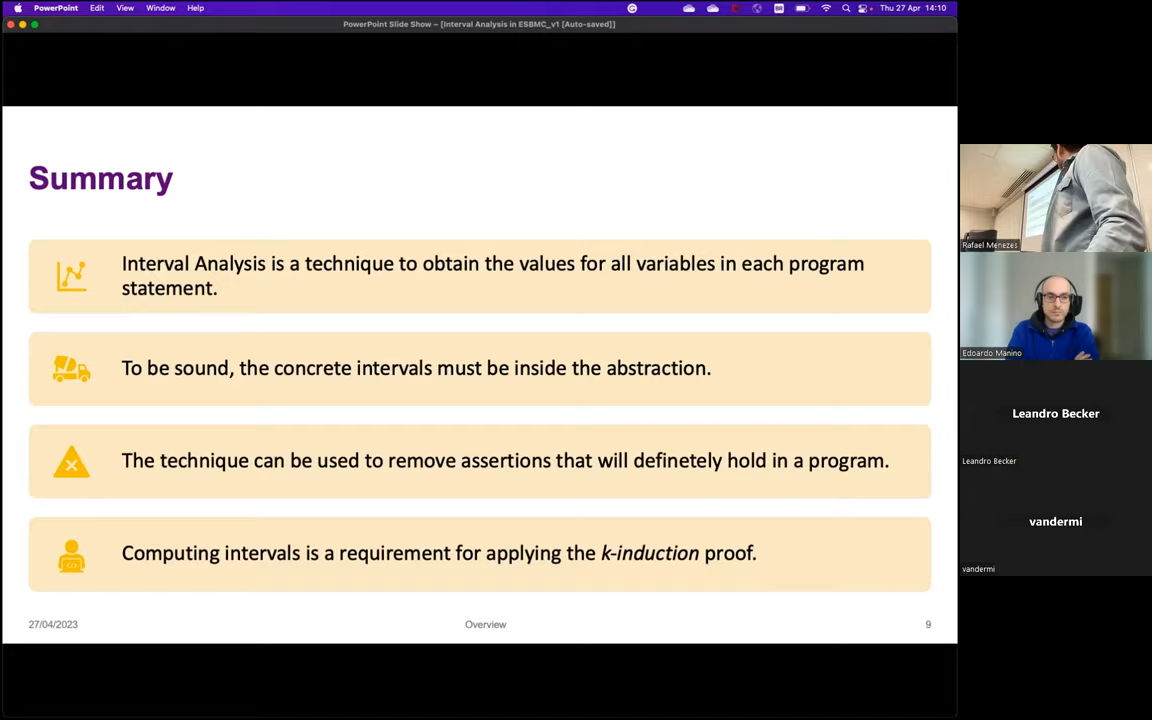 PowerPoint Edit View Window Help
Thu 27 Apr 14:10
PowerPoint Slide Show – [Interval Analysis in ESBMC_v1 [Auto-saved]]
Summary
Interval Analysis is a technique to obtain the values for all variables in each program
statement.
To be sound, the concrete intervals must be inside the abstraction.
The technique can be used to remove assertions that will definetely hold in a program.
Computing intervals is a requirement for applying the k-induction proof.
27/04/2023
Overview
9
Rafael Menezes
Edoardo Manino
Leandro Becker
Leandro Becker
vandermi
vandermi